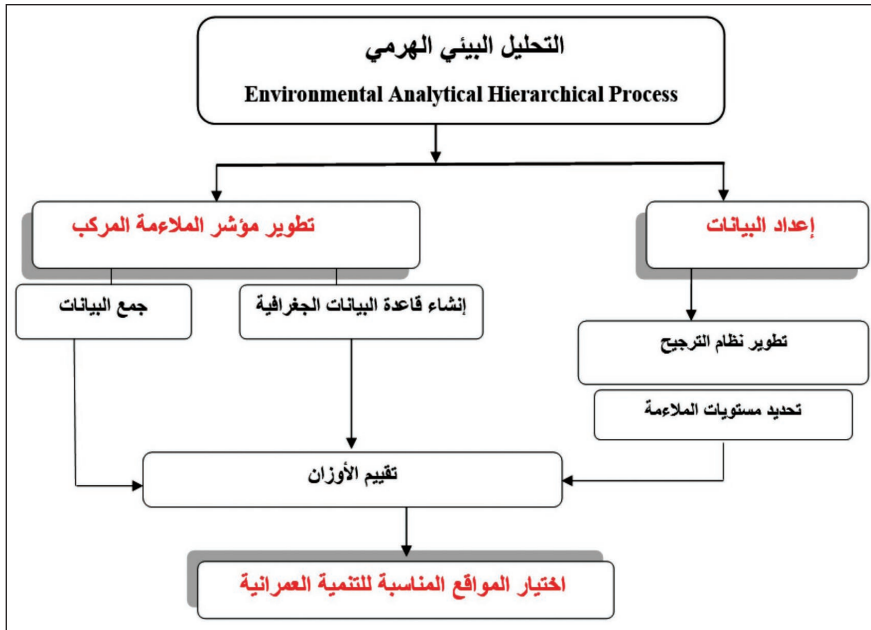 التحليل البيئي الهرمي
Environmental Analytical Hierarchical Process
إعداد البيانات
تطوير مؤشر الملاءمة المركب
إنشاء قاعدة البيانات الجغرافية
جمع البيانات
تطوير نظام الترجيح
تحديد مستويات الملاءمة
تقييم الأوزان
اختيار المواقع المناسبة للتنمية العمرانية